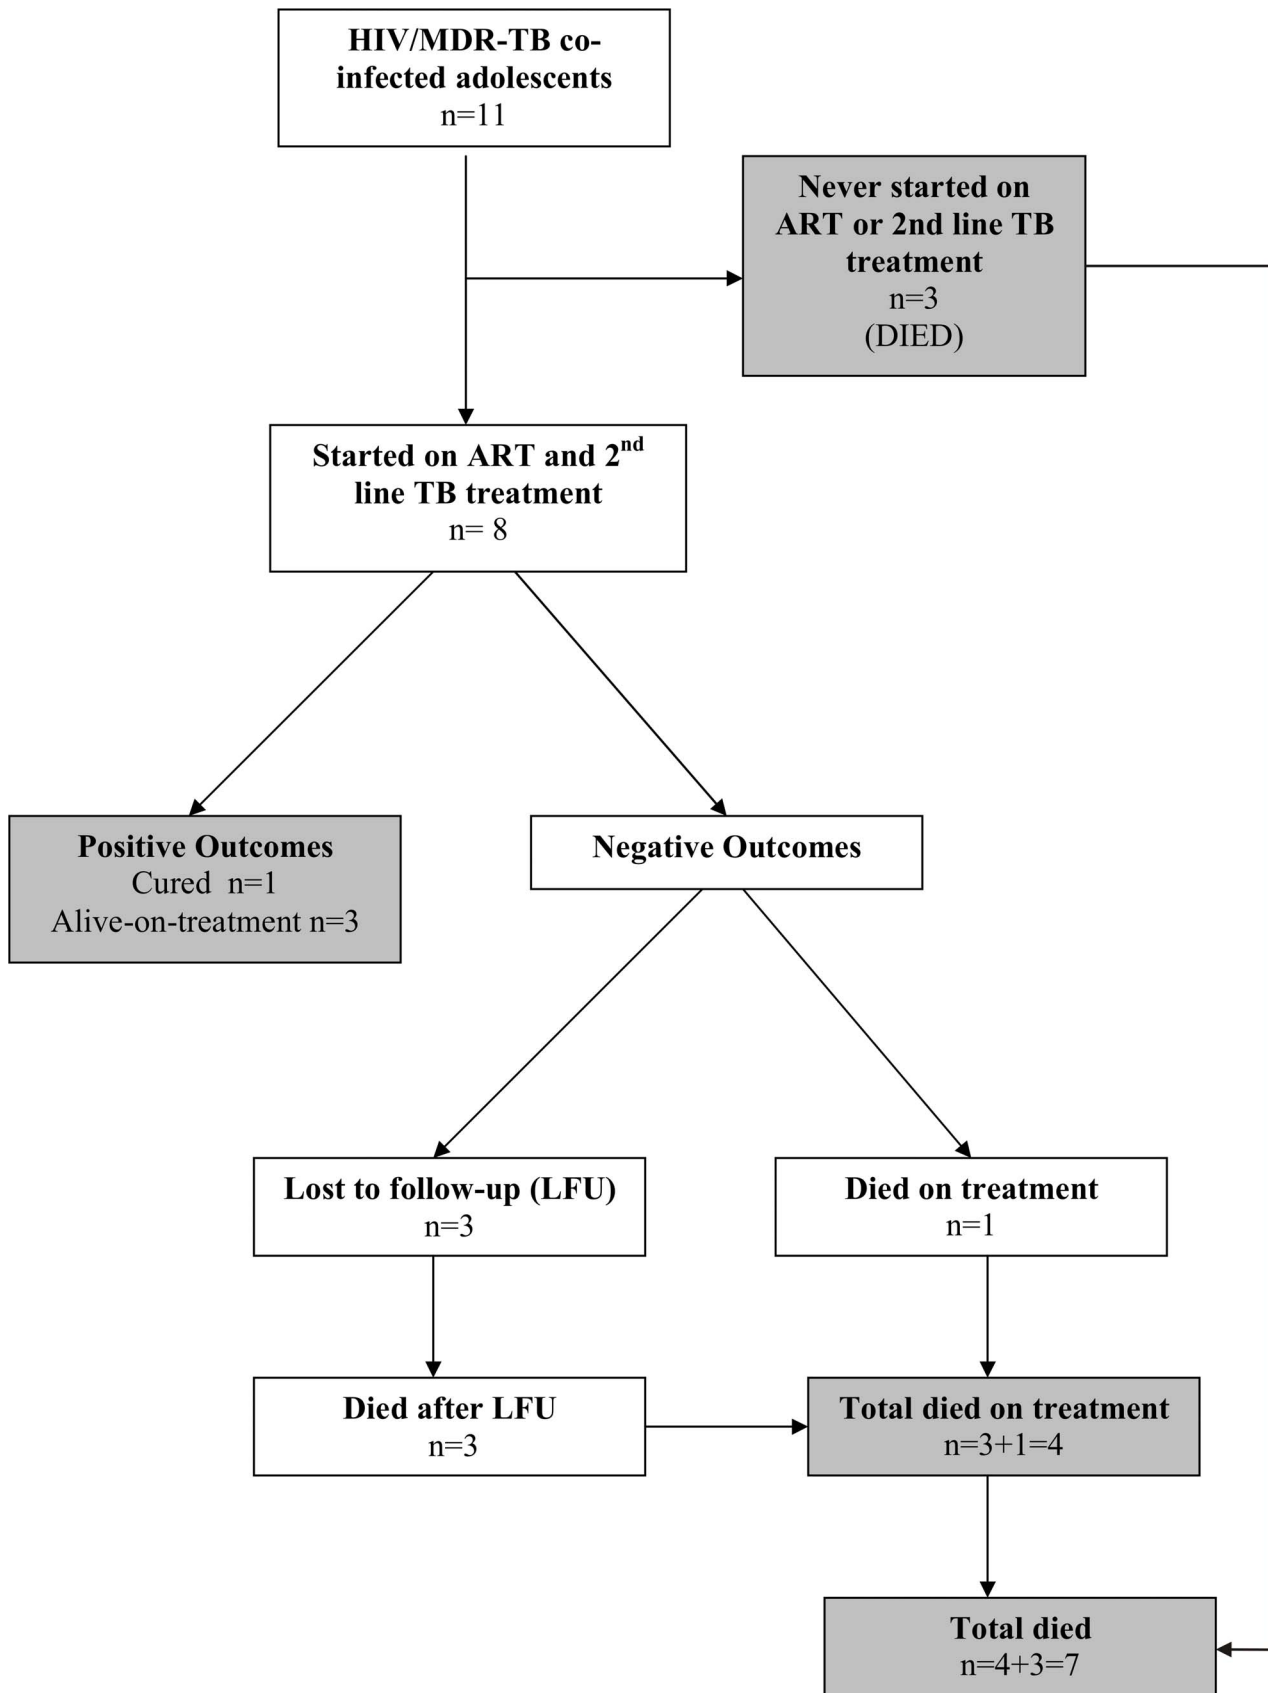 HIV/MDR-TB co-
infected adolescents
n=11
Never started on
ART or 2nd line TB
treatment
n=3
(DIED)
Started on ART and 2nd
line TB treatment
n= 8
Positive Outcomes
Cured  n=1
Alive-on-treatment n=3
Negative Outcomes
Lost to follow-up (LFU)
n=3
Died on treatment
n=1
Died after LFU
n=3
Total died on treatment
n=3+1=4
Total died
n=4+3=7